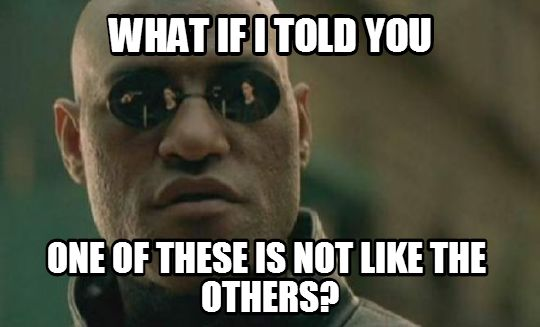 WHAT IF I TOLD YOU
ONE OF THESE IS NOT LIKE THE
OTHERS?